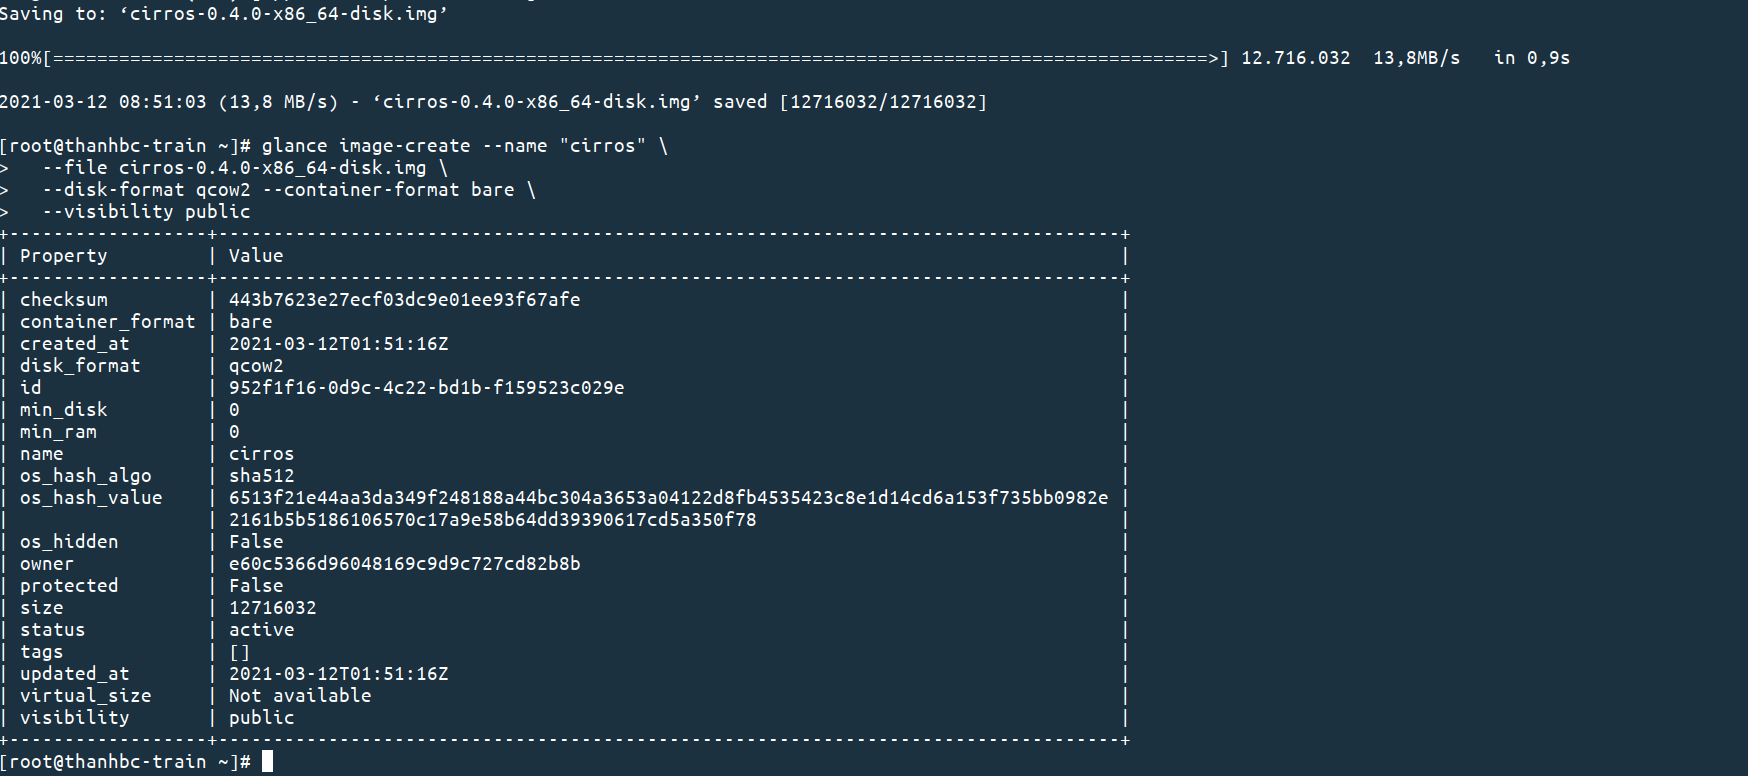 Saving to: ‘cirros-0.4.0-x86_64-disk.img’
100%[=========================================================================================================>] 12.716.032  13,8MB/s   in 0,9s
2021-03-12 08:51:03 (13,8 MB/s) - ‘cirros-0.4.0-x86_64-disk.img’ saved [12716032/12716032]
[root@thanhbc-train ~]# glance image-create --name "cirros" \
>   --file cirros-0.4.0-x86_64-disk.img \
>   --disk-format qcow2 --container-format bare \
>   --visibility public
+------------------+----------------------------------------------------------------------------------+
| Property         | Value                                                                            |
+------------------+----------------------------------------------------------------------------------+
| checksum         | 443b7623e27ecf03dc9e01ee93f67afe                                                 |
| container_format | bare                                                                             |
| created_at       | 2021-03-12T01:51:16Z                                                             |
| disk_format      | qcow2                                                                            |
| id               | 952f1f16-0d9c-4c22-bd1b-f159523c029e                                             |
| min_disk         | 0                                                                                |
| min_ram          | 0                                                                                |
| name             | cirros                                                                           |
| os_hash_algo     | sha512                                                                           |
| os_hash_value    | 6513f21e44aa3da349f248188a44bc304a3653a04122d8fb4535423c8e1d14cd6a153f735bb0982e |
|                  | 2161b5b5186106570c17a9e58b64dd39390617cd5a350f78                                 |
| os_hidden        | False                                                                            |
| owner            | e60c5366d96048169c9d9c727cd82b8b                                                 |
| protected        | False                                                                            |
| size             | 12716032                                                                         |
| status           | active                                                                           |
| tags             | []                                                                               |
| updated_at       | 2021-03-12T01:51:16Z                                                             |
| virtual_size     | Not available                                                                    |
| visibility       | public                                                                           |
+------------------+----------------------------------------------------------------------------------+
[root@thanhbc-train ~]#